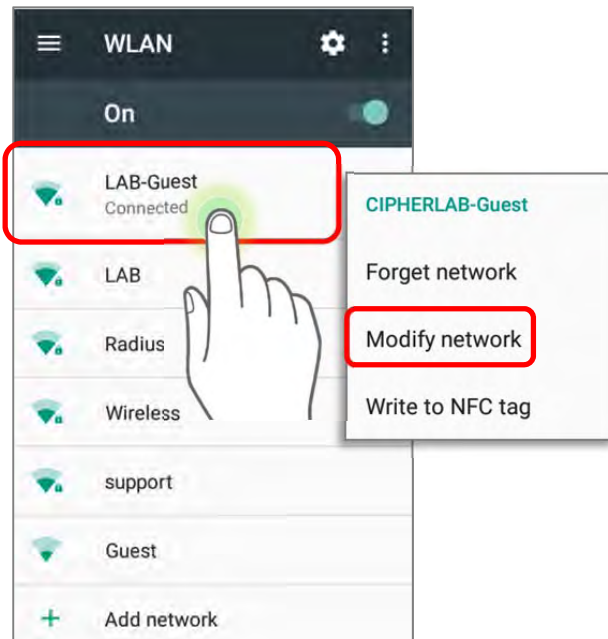 WLAN
On
LAB-Guest
Connected
LAB
Radius
Wireless
support
Guest
Add network
CIPHERLAB-Guest
Forget network
Modify network
Write to NFC tag